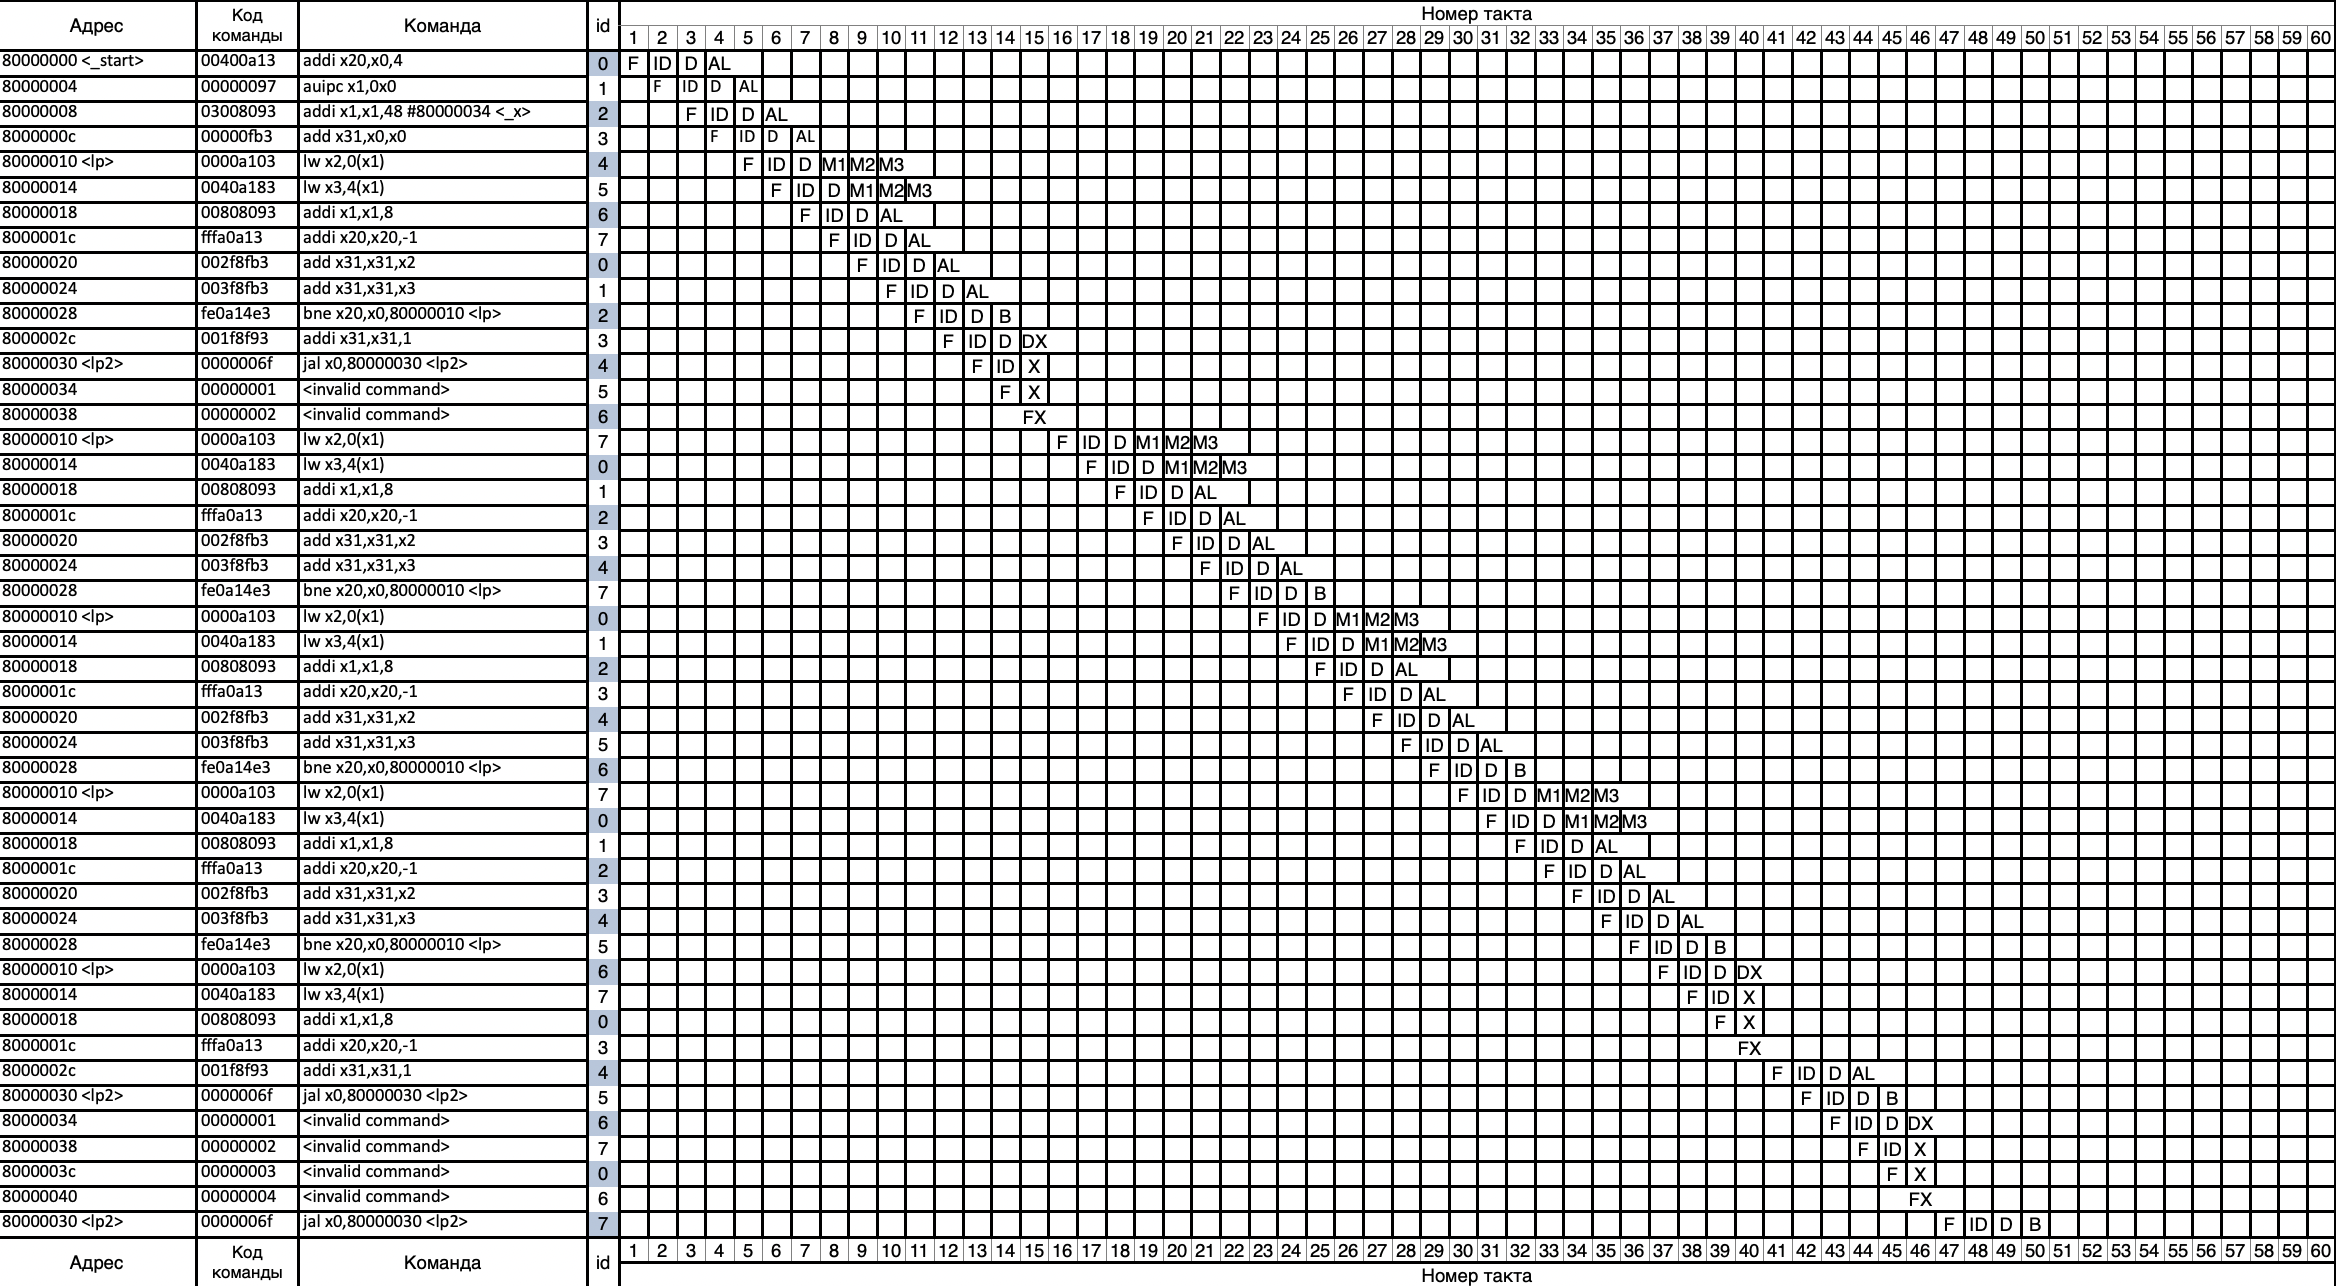 Адрес Код команды Команда id Номер такта
1 2 3 4 5 6 7 8 9 10 11 12 13 14 15 16 17 18 19 20 21 22 23 24 25 26 27 28 29 30 31 32 33 34 35 36 37 38 39 40 41 42 43 44 45 46 47 48 49 50 51 52 53 54 55 56 57 58 59 60
80000000 <_start> 00400a13 addi x20,x0,4 0 F ID D AL
80000004 00000097 auipc x1,0x0 1 F ID D AL
80000008 03008093 addi x1,x1,48 #80000034 <_x> 2 F ID D AL
8000000c 00000fb3 add x31,x0,x0 3 F ID D AL
80000010 <lp> 0000a103 lw x2,0(x1) 4 F ID D M1 M2 M3
80000014 0040a183 lw x3,4(x1) 5 F ID D M1 M2 M3
80000018 00808093 addi x1,x1,8 6 F ID D AL
8000001c fffa0a13 addi x20,x20,-1 7 F ID D AL
80000020 002f8fb3 add x31,x31,x2 0 F ID D AL
80000024 003f8fb3 add x31,x31,x3 1 F ID D AL
80000028 fe0a14e3 bne x20,x0,80000010 <lp> 2 F ID D B
8000002c 001f8f93 addi x31,x31,1 3 F ID D DX
80000030 <lp2> 0000006f jal x0,80000030 <lp2> 4 F ID X
80000034 00000001 <invalid command> 5 F X
80000038 00000002 <invalid command> 6 FX
80000010 <lp> 0000a103 lw x2,0(x1) 7 F ID D M1 M2 M3
80000014 0040a183 lw x3,4(x1) 0 F ID D M1 M2 M3
80000018 00808093 addi x1,x1,8 1 F ID D AL
8000001c fffa0a13 addi x20,x20,-1 2 F ID D AL
80000020 002f8fb3 add x31,x31,x2 3 F ID D AL
80000024 003f8fb3 add x31,x31,x3 4 F ID D AL
80000028 fe0a14e3 bne x20,x0,80000010 <lp> 7 F ID D B
80000010 <lp> 0000a103 lw x2,0(x1) 0 F ID D M1 M2 M3
80000014 0040a183 lw x3,4(x1) 1 F ID D M1 M2 M3
80000018 00808093 addi x1,x1,8 2 F ID D AL
8000001c fffa0a13 addi x20,x20,-1 3 F ID D AL
80000020 002f8fb3 add x31,x31,x2 4 F ID D AL
80000024 003f8fb3 add x31,x31,x3 5 F ID D AL
80000028 fe0a14e3 bne x20,x0,80000010 <lp> 6 F ID D B
80000010 <lp> 0000a103 lw x2,0(x1) 7 F ID D M1 M2 M3
80000014 0040a183 lw x3,4(x1) 0 F ID D M1 M2 M3
80000018 00808093 addi x1,x1,8 1 F ID D AL
8000001c fffa0a13 addi x20,x20,-1 2 F ID D AL
80000020 002f8fb3 add x31,x31,x2 3 F ID D AL
80000024 003f8fb3 add x31,x31,x3 4 F ID D AL
80000028 fe0a14e3 bne x20,x0,80000010 <lp> 5 F ID D B
80000010 <lp> 0000a103 lw x2,0(x1) 6 F ID D DX
80000014 0040a183 lw x3,4(x1) 7 F ID X
80000018 00808093 addi x1,x1,8 0 F X
8000001c fffa0a13 addi x20,x20,-1 3 FX
8000002c 001f8f93 addi x31,x31,1 4 F ID D AL
80000030 <lp2> 0000006f jal x0,80000030 <lp2> 5 F ID D B
80000034 00000001 <invalid command> 6 F ID D DX
80000038 00000002 <invalid command> 7 F ID X
8000003c 00000003 <invalid command> 0 F X
80000040 00000004 <invalid command> 6 FX
80000030 <lp2> 0000006f jal x0,80000030 <lp2> 7 F ID D B
Адрес Код команды Команда id 1 2 3 4 5 6 7 8 9 10 11 12 13 14 15 16 17 18 19 20 21 22 23 24 25 26 27 28 29 30 31 32 33 34 35 36 37 38 39 40 41 42 43 44 45 46 47 48 49 50 51 52 53 54 55 56 57 58 59 60
Номер такта